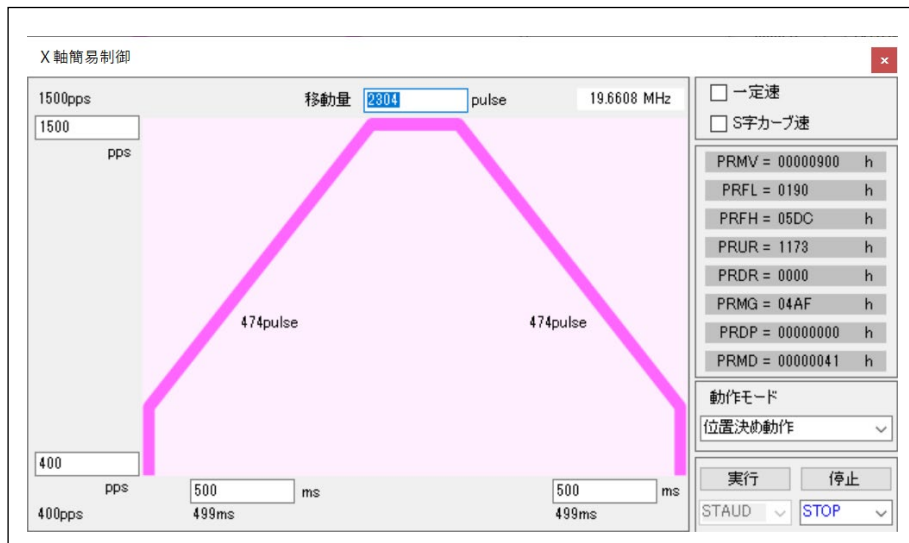 X軸簡易制御
×
1500pps
移動量 2304 pulse
19.6608 MHz
1500
pps
474pulse
474pulse
400
pps
400pps
500 ms
499ms
500 ms
499ms
一定速
S字カーブ速
PRMV = 00000900 h
PRFL = 0190 h
PRFH = 05DC h
PRUR = 1173 h
PRDR = 0000 h
PRMG = 04AF h
PRDP = 00000000 h
PRMD = 00000041 h
動作モード
位置決め動作
実行 停止
STAUD STOP